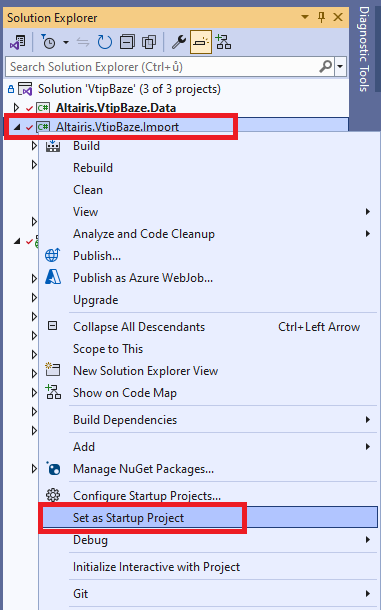 Solution Explorer
Search Solution Explorer (Ctrl+ů)
Solution 'VtipBaze' (3 of 3 projects)
C# Altairis.VtipBaze.Data
C# Altairis.VtipBaze.Import
Build
Rebuild
Clean
View
Analyze and Code Cleanup
Publish...
Publish as Azure WebJob...
Upgrade
Collapse All Descendants Ctrl+Left Arrow
Scope to This
New Solution Explorer View
Show on Code Map
Build Dependencies
Add
Manage NuGet Packages...
Configure Startup Projects...
Set as Startup Project
Debug
Initialize Interactive with Project
Git
Diagnostic Tools